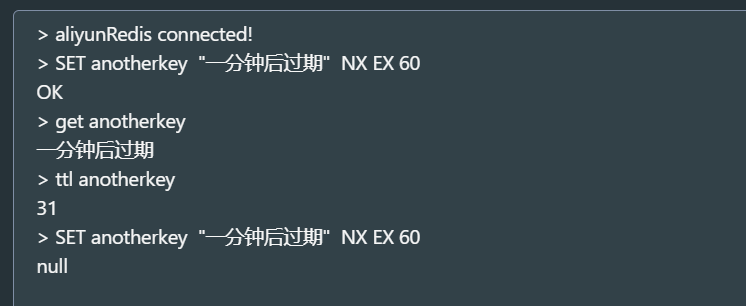 > aliyunRedis connected!
> SET anotherkey  "一分钟后过期"  NX EX 60
OK
> get anotherkey
一分钟后过期
> ttl anotherkey
31
> SET anotherkey  "一分钟后过期"  NX EX 60
null